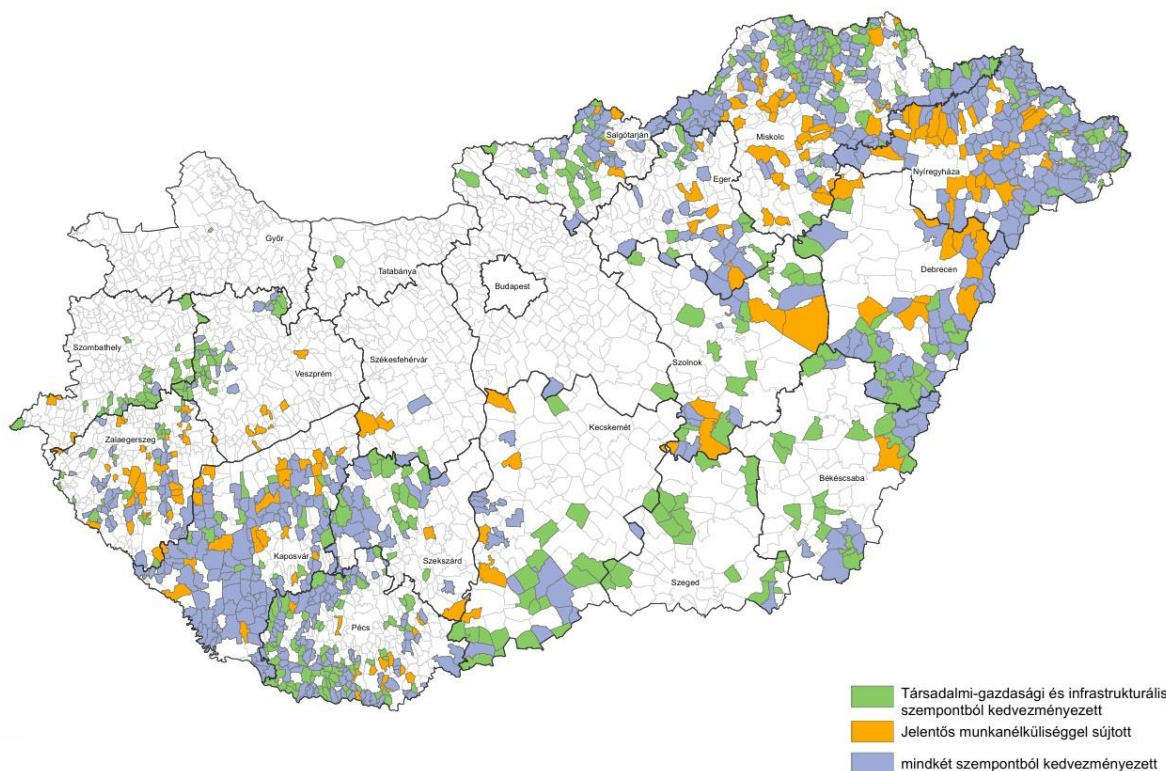 Salgótarján
Miskolc
Eger
Nyíregyháza
Győr
Tatabánya
Budapest
Debrecen
Szombathely
Veszprém
Székesfehérvár
Szolnok
Zalaegerszeg
Kecskemét
Békéscsaba
Kaposvár
Szekszárd
Szeged
Pécs
Társadalmi-gazdasági és infrastrukturális
szempontból kedvezményezett
Jelentős munkanélküliséggel sújtott
mindkét szempontból kedvezményezett